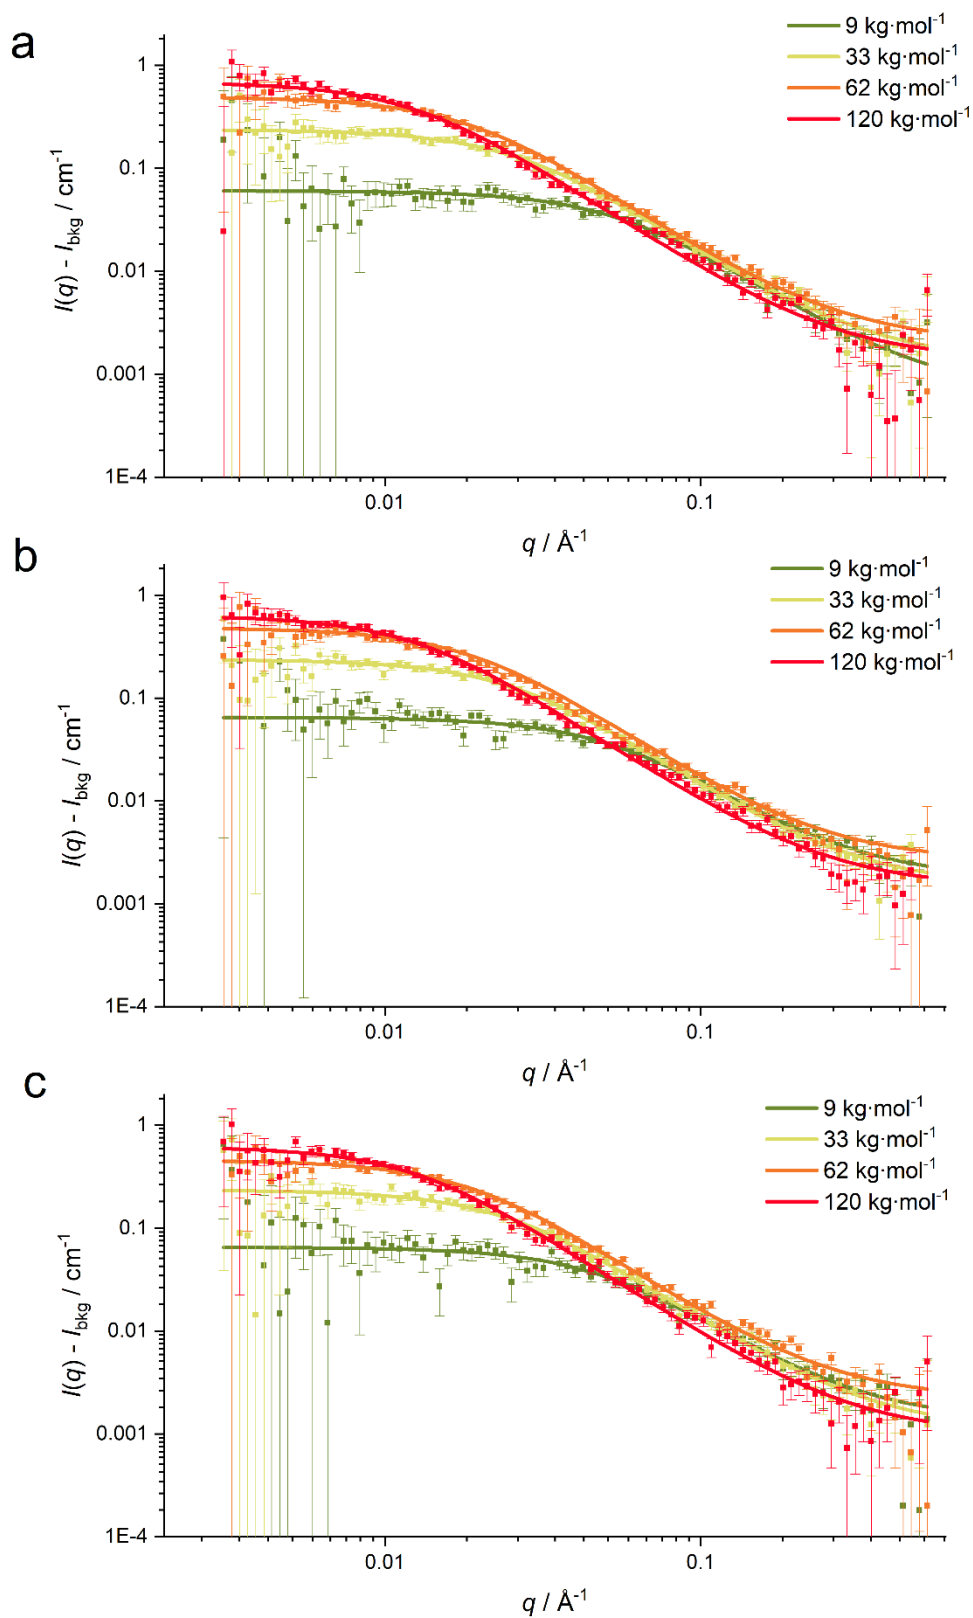 a
9 kg·mol⁻¹
33 kg·mol⁻¹
62 kg·mol⁻¹
120 kg·mol⁻¹
1
0.1
0.01
0.001
1E-4
I(q) - I_bkg / cm⁻¹
0.01 0.1
q / Å⁻¹
b
9 kg·mol⁻¹
33 kg·mol⁻¹
62 kg·mol⁻¹
120 kg·mol⁻¹
1
0.1
0.01
0.001
1E-4
I(q) - I_bkg / cm⁻¹
0.01 0.1
q / Å⁻¹
c
9 kg·mol⁻¹
33 kg·mol⁻¹
62 kg·mol⁻¹
120 kg·mol⁻¹
1
0.1
0.01
0.001
1E-4
I(q) - I_bkg / cm⁻¹
0.01 0.1
q / Å⁻¹